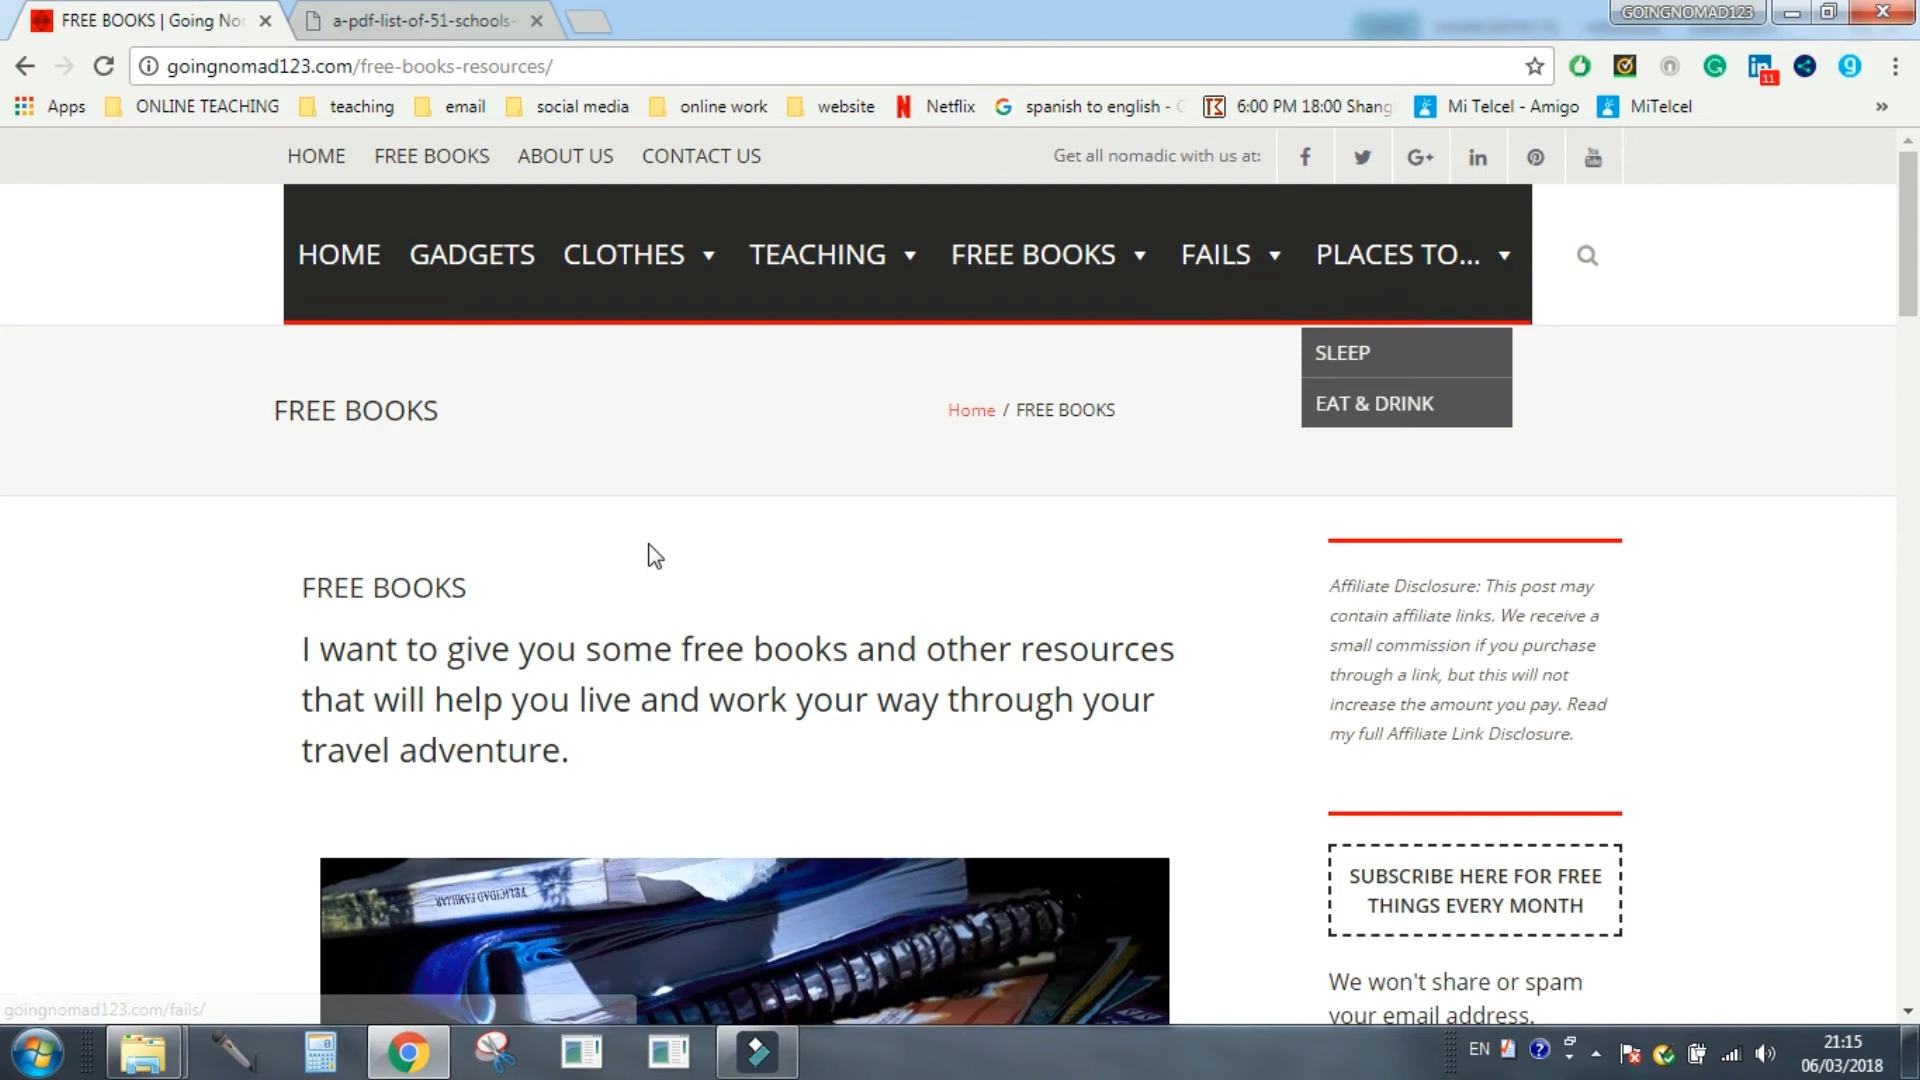 FREE BOOKS | Going No
a-pdf-list-of-51-schools-
GOINGNOMAD123
goingnomad123.com/free-books-resources/
11
Apps ONLINE TEACHING teaching email social media online work website Netflix spanish to english - 6:00 PM 18:00 Shang Mi Telcel - Amigo MiTelcel »
HOME FREE BOOKS ABOUT US CONTACT US Get all nomadic with us at:
HOME GADGETS CLOTHES TEACHING FREE BOOKS FAILS PLACES TO...
SLEEP
EAT & DRINK
FREE BOOKS
Home / FREE BOOKS
FREE BOOKS
I want to give you some free books and other resources
that will help you live and work your way through your
travel adventure.
FELICIDAD FAMILIAR
Affiliate Disclosure: This post may
contain affiliate links. We receive a
small commission if you purchase
through a link, but this will not
increase the amount you pay. Read
my full Affiliate Link Disclosure.
SUBSCRIBE HERE FOR FREE
THINGS EVERY MONTH
We won't share or spam
your email address.
goingnomad123.com/fails/
EN
21:15
06/03/2018